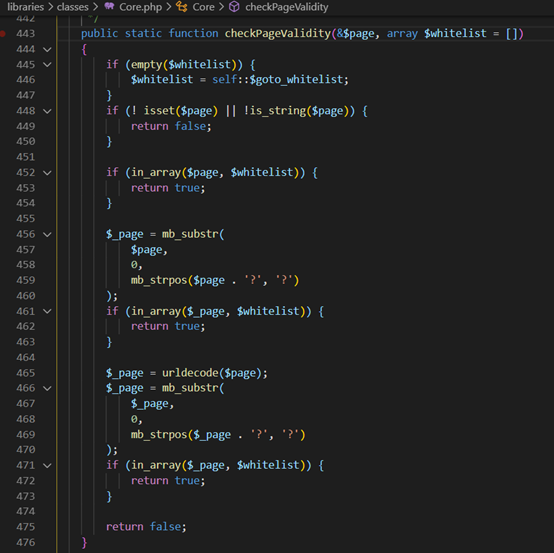 libraries > classes > Core.php > Core > checkPageValidity
442 */
443 public static function checkPageValidity(&$page, array $whitelist = [])
444 {
445 if (empty($whitelist)) {
446 $whitelist = self::$goto_whitelist;
447 }
448 if (! isset($page) || !is_string($page)) {
449 return false;
450 }
451
452 if (in_array($page, $whitelist)) {
453 return true;
454 }
455
456 $_page = mb_substr(
457 $page,
458 0,
459 mb_strpos($page . '?', '?')
460 );
461 if (in_array($_page, $whitelist)) {
462 return true;
463 }
464
465 $_page = urldecode($page);
466 $_page = mb_substr(
467 $_page,
468 0,
469 mb_strpos($_page . '?', '?')
470 );
471 if (in_array($_page, $whitelist)) {
472 return true;
473 }
474
475 return false;
476 }